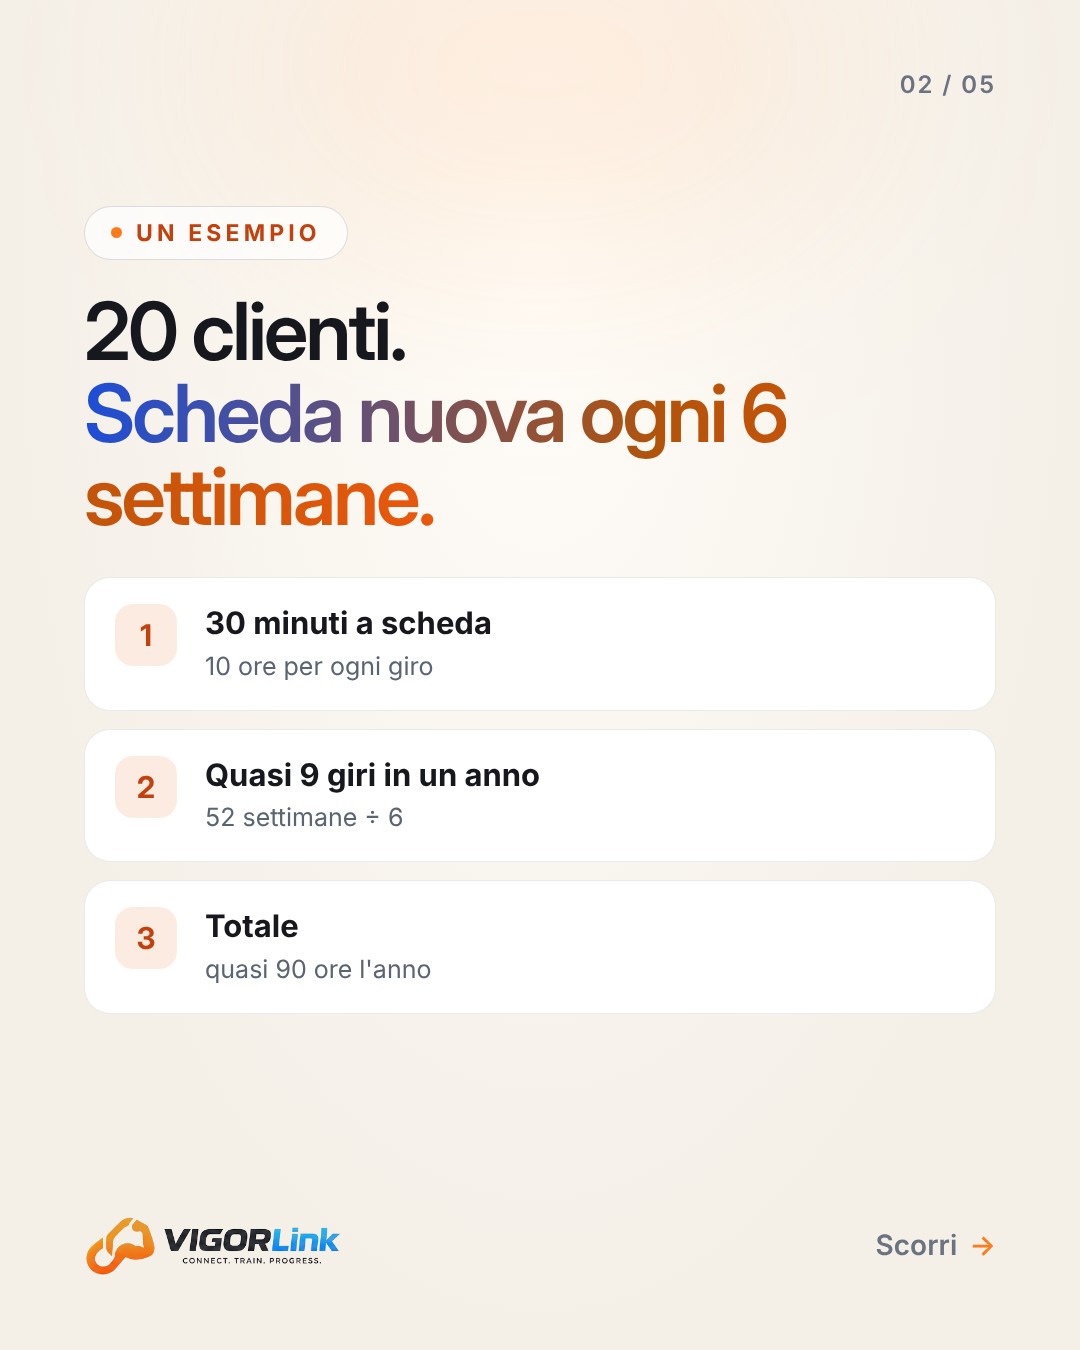 02 / 05
UN ESEMPIO
20 clienti.
Scheda nuova ogni 6
settimane.
1
30 minuti a scheda
10 ore per ogni giro
2
Quasi 9 giri in un anno
52 settimane ÷ 6
3
Totale
quasi 90 ore l'anno
VIGORLink
CONNECT. TRAIN. PROGRESS.
Scorri →